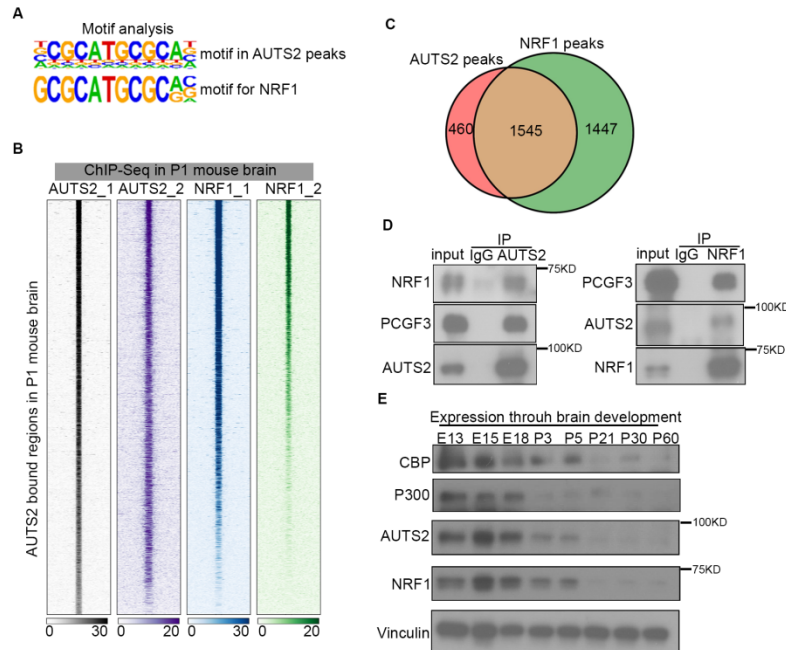 A
Motif analysis
TCGCATGCGCAT
motif in AUTS2 peaks
GCGCATGCGCAC
motif for NRF1
B
ChIP-Seq in P1 mouse brain
AUTS2_1 AUTS2_2 NRF1_1 NRF1_2
AUTS2 bound regions in P1 mouse brain
0 30 0 20 0 30 0 20
C
NRF1 peaks
AUTS2 peaks
460 1545 1447
D
IP
input IgG AUTS2
75KD
NRF1
PCGF3
100KD
AUTS2
IP
input IgG NRF1
PCGF3
100KD
AUTS2
75KD
NRF1
E
Expression throuh brain development
E13 E15 E18 P3 P5 P21 P30 P60
CBP
P300
100KD
AUTS2
75KD
NRF1
Vinculin